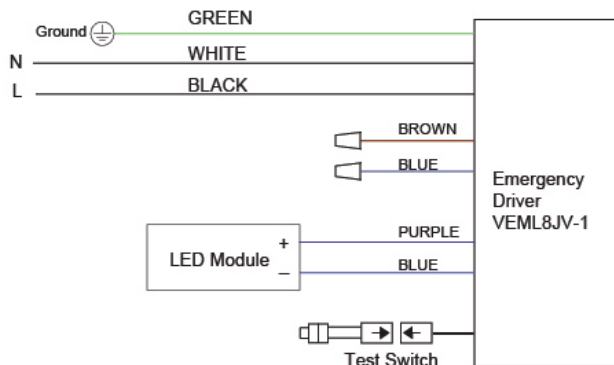 GREEN
Ground
WHITE
N
BLACK
L
BROWN
BLUE
Emergency
Driver
VEML8JV-1
PURPLE
+
LED Module
–
BLUE
Test Switch